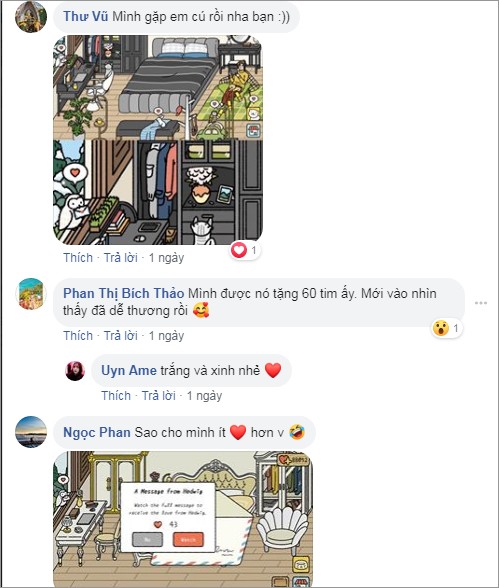 Thư Vũ Mình gặp em cú rồi nha bạn :))
Thích · Trả lời · 1 ngày
1
Phan Thị Bích Thảo Mình được nó tặng 60 tim ấy. Mới vào nhìn
thấy đã dễ thương rồi 🥰
1
Thích · Trả lời · 1 ngày
Uyn Ame trắng và xinh nhẻ ♥️
Thích · Trả lời · 1 ngày
Ngọc Phan Sao cho mình ít ♥️ hơn v 🤣
A Message from Hedwig
Watch the full message to
receive the love from Hedwig.
43
No
Watch